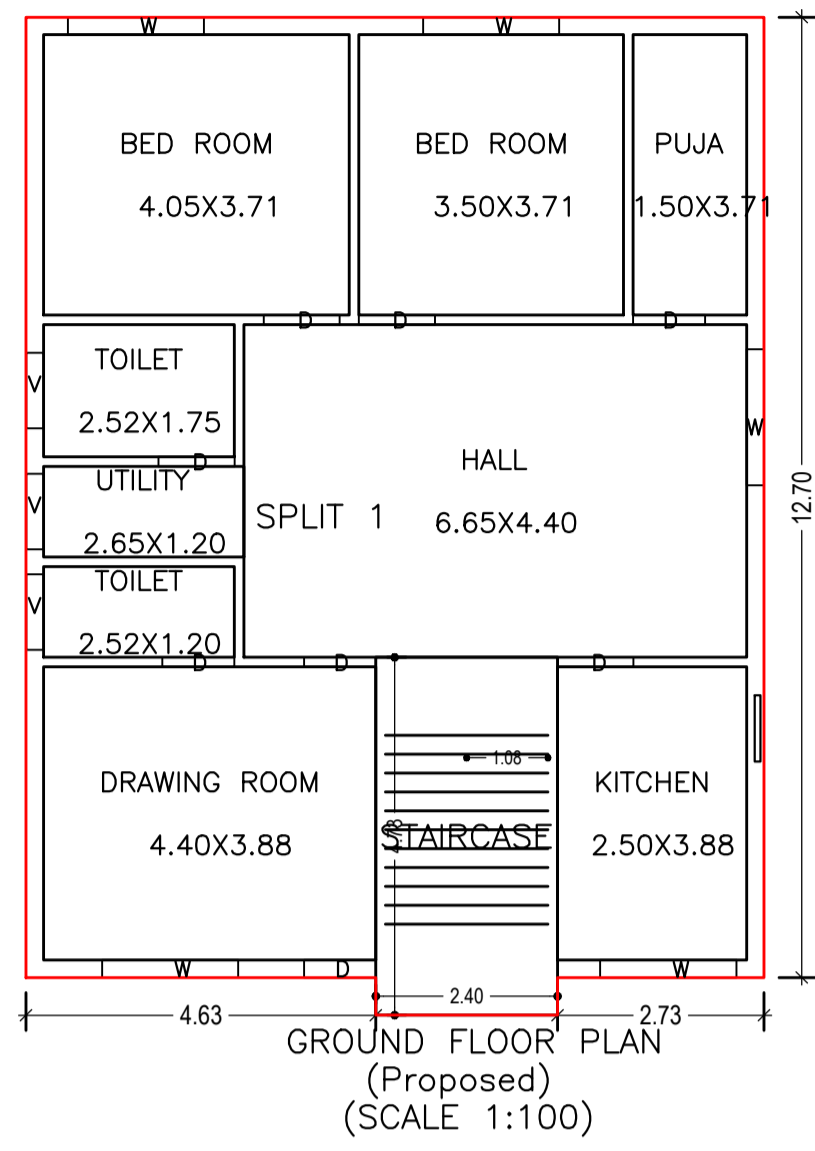 W
W
BED ROOM
4.05X3.71
BED ROOM
3.50X3.71
PUJA
1.50X3.71
D
D
D
TOILET
2.52X1.75
V
D
HALL
6.65X4.40
W
12.70
UTILITY
2.65X1.20
V
SPLIT 1
TOILET
2.52X1.20
V
D
D
D
DRAWING ROOM
4.40X3.88
1.08
STAIRCASE
KITCHEN
2.50X3.88
W
D
W
2.40
4.63
2.73
GROUND FLOOR PLAN
(Proposed)
(SCALE 1:100)